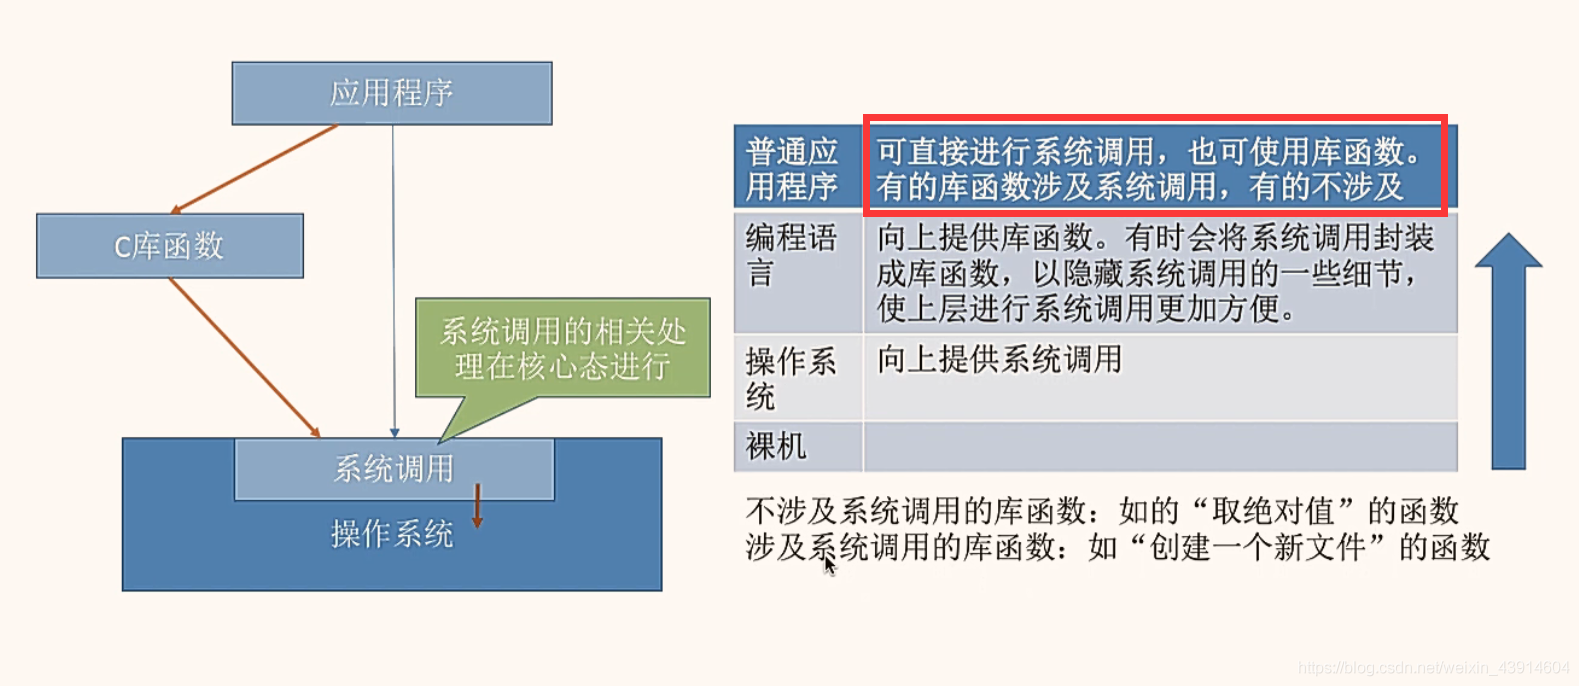 应用程序
C库函数
系统调用的相关处
理在核心态进行
系统调用
操作系统
普通应
用程序
可直接进行系统调用，也可使用库函数。
有的库函数涉及系统调用，有的不涉及
编程语
言
向上提供库函数。有时会将系统调用封装
成库函数，以隐藏系统调用的一些细节，
使上层进行系统调用更加方便。
操作系
统
向上提供系统调用
裸机
不涉及系统调用的库函数：如的“取绝对值”的函数
涉及系统调用的库函数：如“创建一个新文件”的函数
https://blog.csdn.net/weixin_43914604